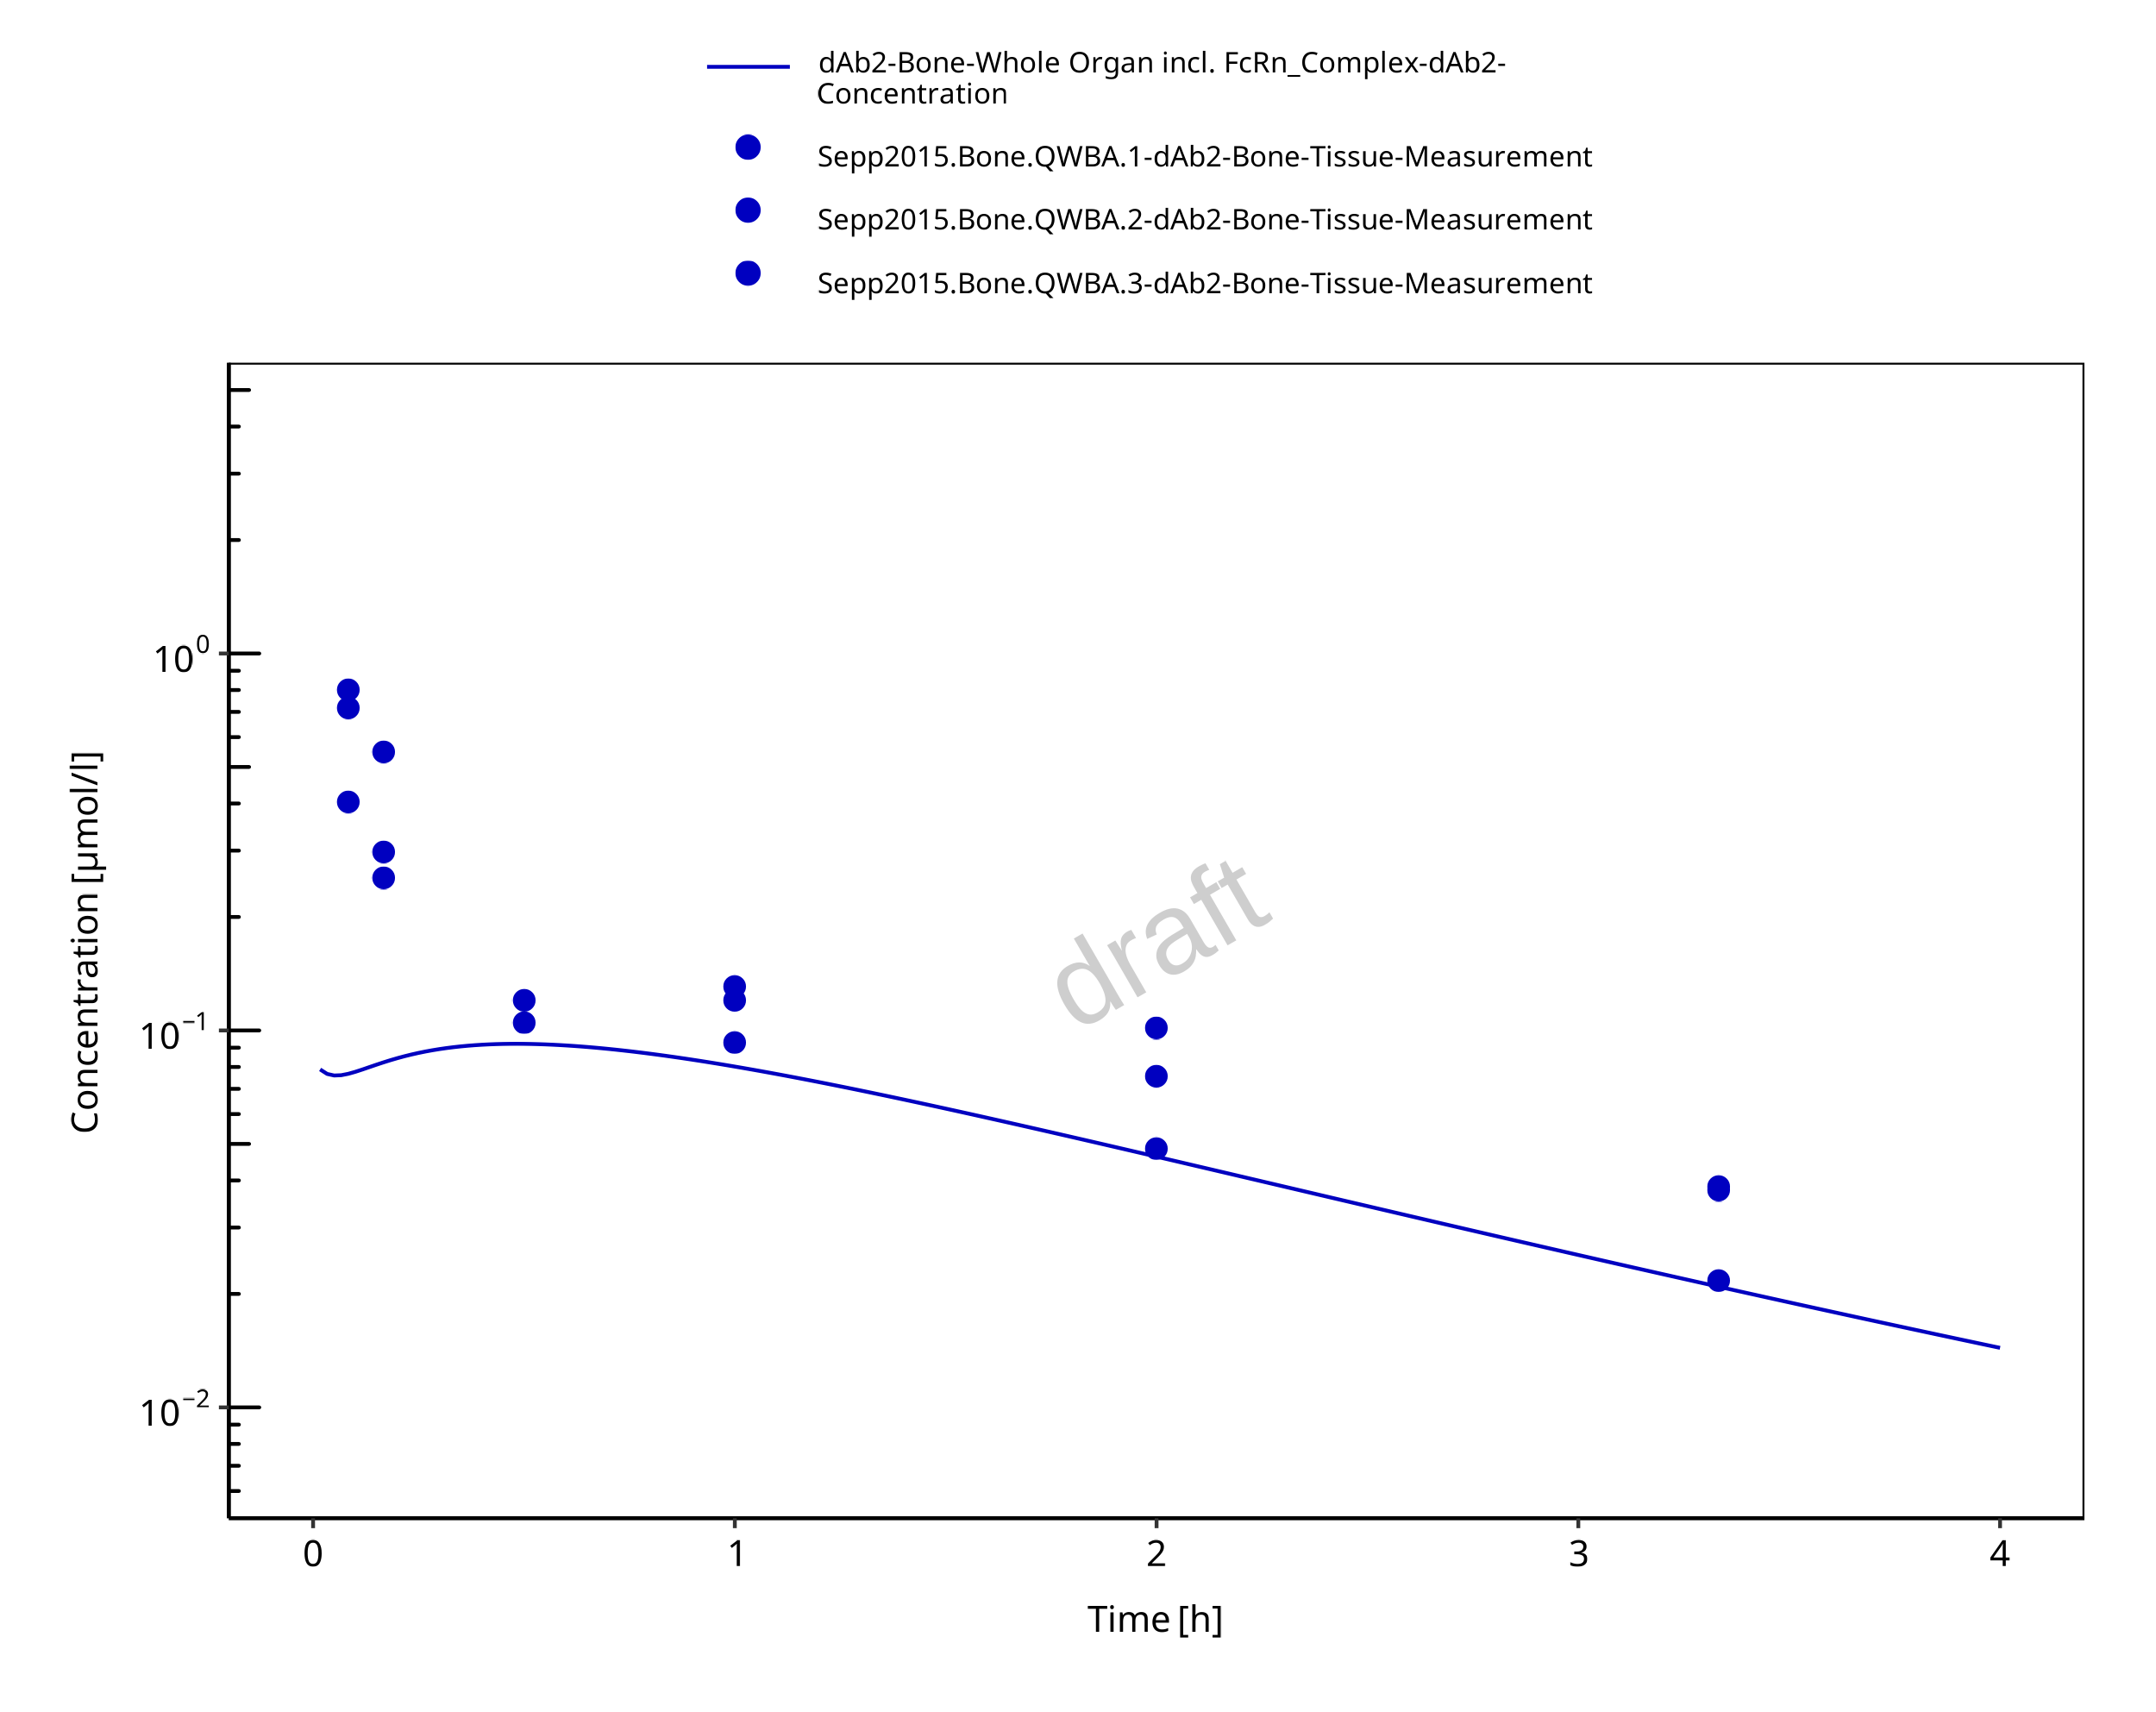 dAb2-Bone-Whole Organ incl. FcRn_Complex-dAb2-
Concentration
Sepp2015.Bone.QWBA.1-dAb2-Bone-Tissue-Measurement
Sepp2015.Bone.QWBA.2-dAb2-Bone-Tissue-Measurement
Sepp2015.Bone.QWBA.3-dAb2-Bone-Tissue-Measurement
10⁰
10⁻¹
10⁻²
Concentration [µmol/l]
draft
0 1 2 3 4
Time [h]